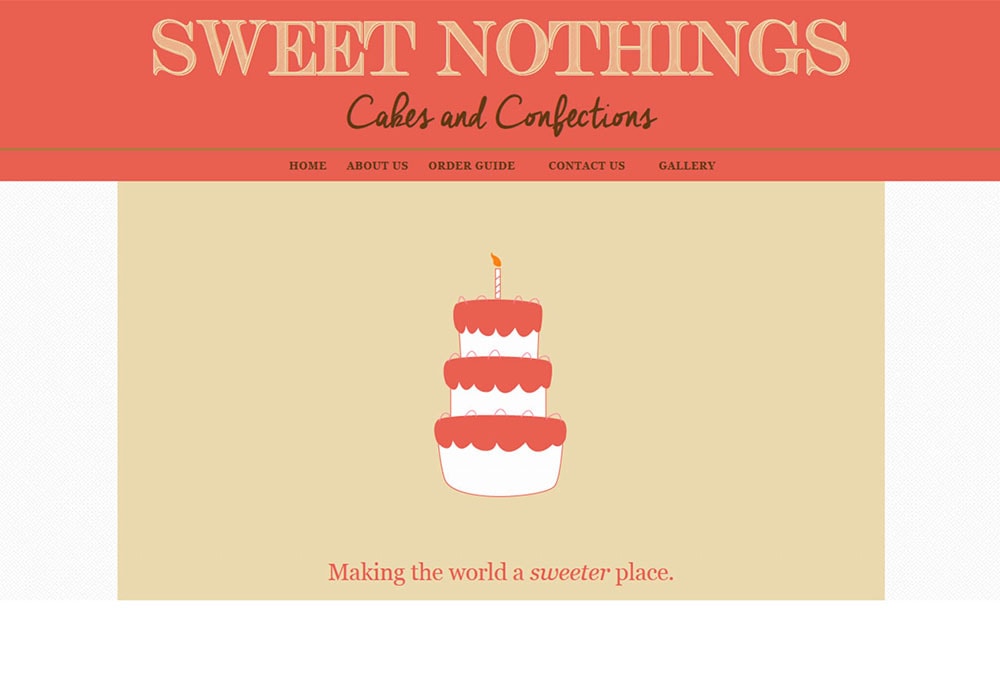 SWEET NOTHINGS
Cakes and Confections
HOME ABOUT US ORDER GUIDE CONTACT US GALLERY
Making the world a sweeter place.